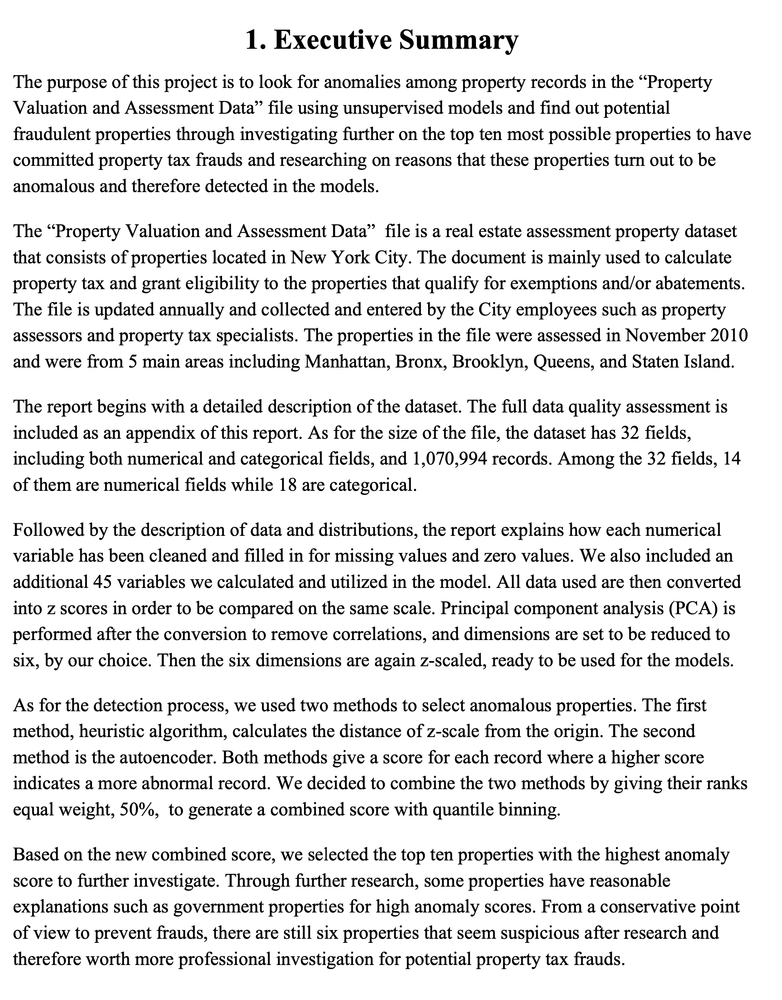 1. Executive Summary
The purpose of this project is to look for anomalies among property records in the “Property
Valuation and Assessment Data” file using unsupervised models and find out potential
fraudulent properties through investigating further on the top ten most possible properties to have
committed property tax frauds and researching on reasons that these properties turn out to be
anomalous and therefore detected in the models.
The “Property Valuation and Assessment Data”  file is a real estate assessment property dataset
that consists of properties located in New York City. The document is mainly used to calculate
property tax and grant eligibility to the properties that qualify for exemptions and/or abatements.
The file is updated annually and collected and entered by the City employees such as property
assessors and property tax specialists. The properties in the file were assessed in November 2010
and were from 5 main areas including Manhattan, Bronx, Brooklyn, Queens, and Staten Island.
The report begins with a detailed description of the dataset. The full data quality assessment is
included as an appendix of this report. As for the size of the file, the dataset has 32 fields,
including both numerical and categorical fields, and 1,070,994 records. Among the 32 fields, 14
of them are numerical fields while 18 are categorical.
Followed by the description of data and distributions, the report explains how each numerical
variable has been cleaned and filled in for missing values and zero values. We also included an
additional 45 variables we calculated and utilized in the model. All data used are then converted
into z scores in order to be compared on the same scale. Principal component analysis (PCA) is
performed after the conversion to remove correlations, and dimensions are set to be reduced to
six, by our choice. Then the six dimensions are again z-scaled, ready to be used for the models.
As for the detection process, we used two methods to select anomalous properties. The first
method, heuristic algorithm, calculates the distance of z-scale from the origin. The second
method is the autoencoder. Both methods give a score for each record where a higher score
indicates a more abnormal record. We decided to combine the two methods by giving their ranks
equal weight, 50%,  to generate a combined score with quantile binning.
Based on the new combined score, we selected the top ten properties with the highest anomaly
score to further investigate. Through further research, some properties have reasonable
explanations such as government properties for high anomaly scores. From a conservative point
of view to prevent frauds, there are still six properties that seem suspicious after research and
therefore worth more professional investigation for potential property tax frauds.